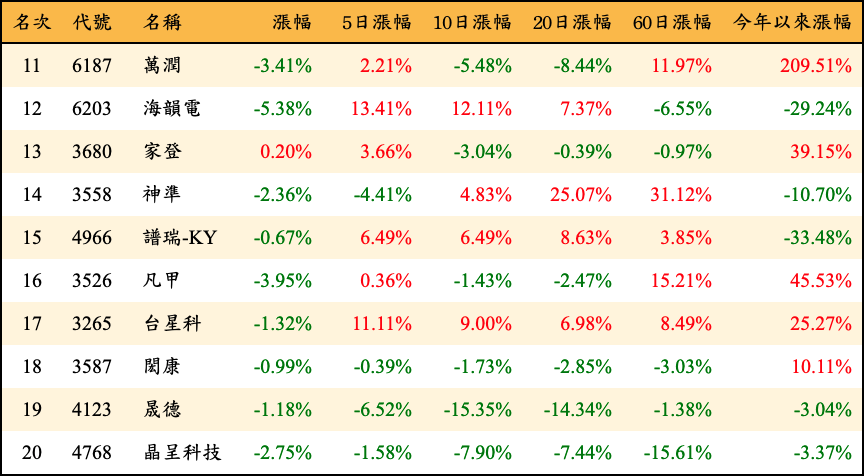 名次 代號 名稱 漲幅 5日漲幅 10日漲幅 20日漲幅 60日漲幅 今年以來漲幅
11 6187 萬潤 -3.41% 2.21% -5.48% -8.44% 11.97% 209.51%
12 6203 海韻電 -5.38% 13.41% 12.11% 7.37% -6.55% -29.24%
13 3680 家登 0.20% 3.66% -3.04% -0.39% -0.97% 39.15%
14 3558 神準 -2.36% -4.41% 4.83% 25.07% 31.12% -10.70%
15 4966 譜瑞-KY -0.67% 6.49% 6.49% 8.63% 3.85% -33.48%
16 3526 凡甲 -3.95% 0.36% -1.43% -2.47% 15.21% 45.53%
17 3265 台星科 -1.32% 11.11% 9.00% 6.98% 8.49% 25.27%
18 3587 閎康 -0.99% -0.39% -1.73% -2.85% -3.03% 10.11%
19 4123 晟德 -1.18% -6.52% -15.35% -14.34% -1.38% -3.04%
20 4768 晶呈科技 -2.75% -1.58% -7.90% -7.44% -15.61% -3.37%